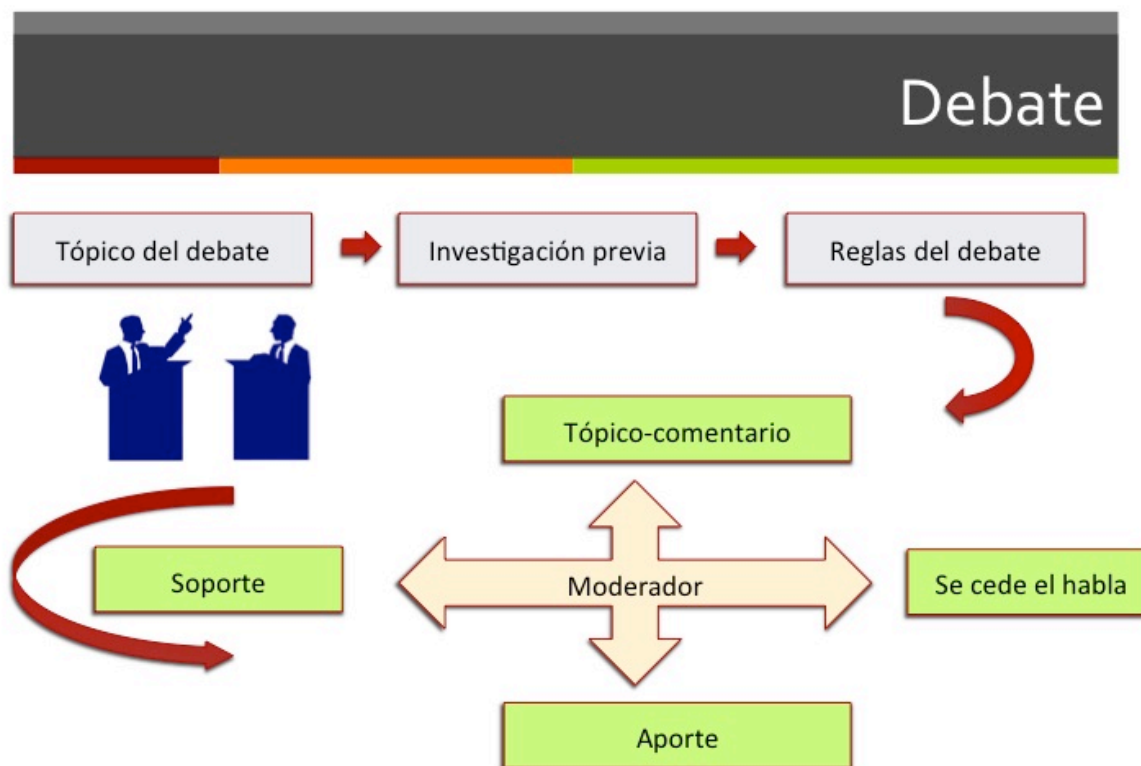 Debate
Tópico del debate
Investigación previa
Reglas del debate
Tópico-comentario
Soporte
Moderador
Se cede el habla
Aporte